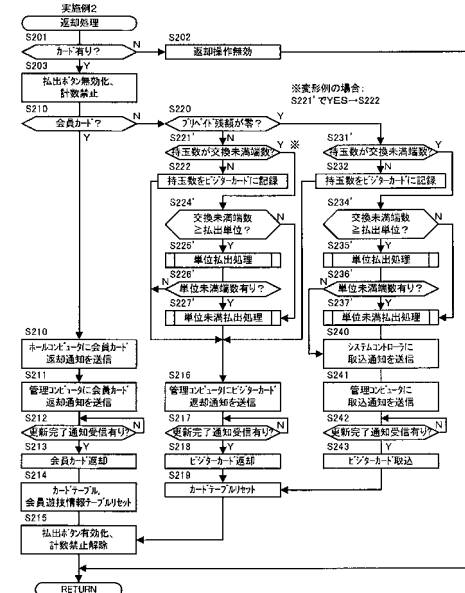 実施例2
返却処理
S201
カード有り?
N
S202
返却操作無効
Y
S203
払出ボタン無効化、
計数禁止
※変形例の場合:
S221'でYES→S222
S210
会員カード?
N
S220
プリペイド残額が零?
Y
Y
N
S221'
持玉数が交換未満端数?
Y ※
S231'
持玉数が交換未満端数?
Y
N
S222
持玉数をビジターカードに記録
S232 N
持玉数をビジターカードに記録
S224'
交換未満端数
≧払出単位?
N
S234'
交換未満端数
≧払出単位?
N
S225' Y
単位払出処理
S235' Y
単位払出処理
S226'
単位未満端数有り?
N
S236'
単位未満端数有り?
N
S227' Y
単位未満払出処理
S237' Y
単位未満払出処理
S210
ホールコンピュータに会員カード
返却通知を送信
S240
システムコントローラに
取込通知を送信
S211
管理コンピュータに会員カード
返却通知を送信
S216
管理コンピュータにビジターカード
返却通知を送信
S241
管理コンピュータに
取込通知を送信
S212
更新完了通知受信有り?
N
S217
更新完了通知受信有り?
N
S242
更新完了通知受信有り?
N
S213 Y
会員カード返却
S218 Y
ビジターカード返却
S243 Y
ビジターカード取込
S214
カードテーブル,
会員遊技情報テーブルリセット
S219
カードテーブルリセット
S215
払出ボタン有効化、
計数禁止解除
RETURN